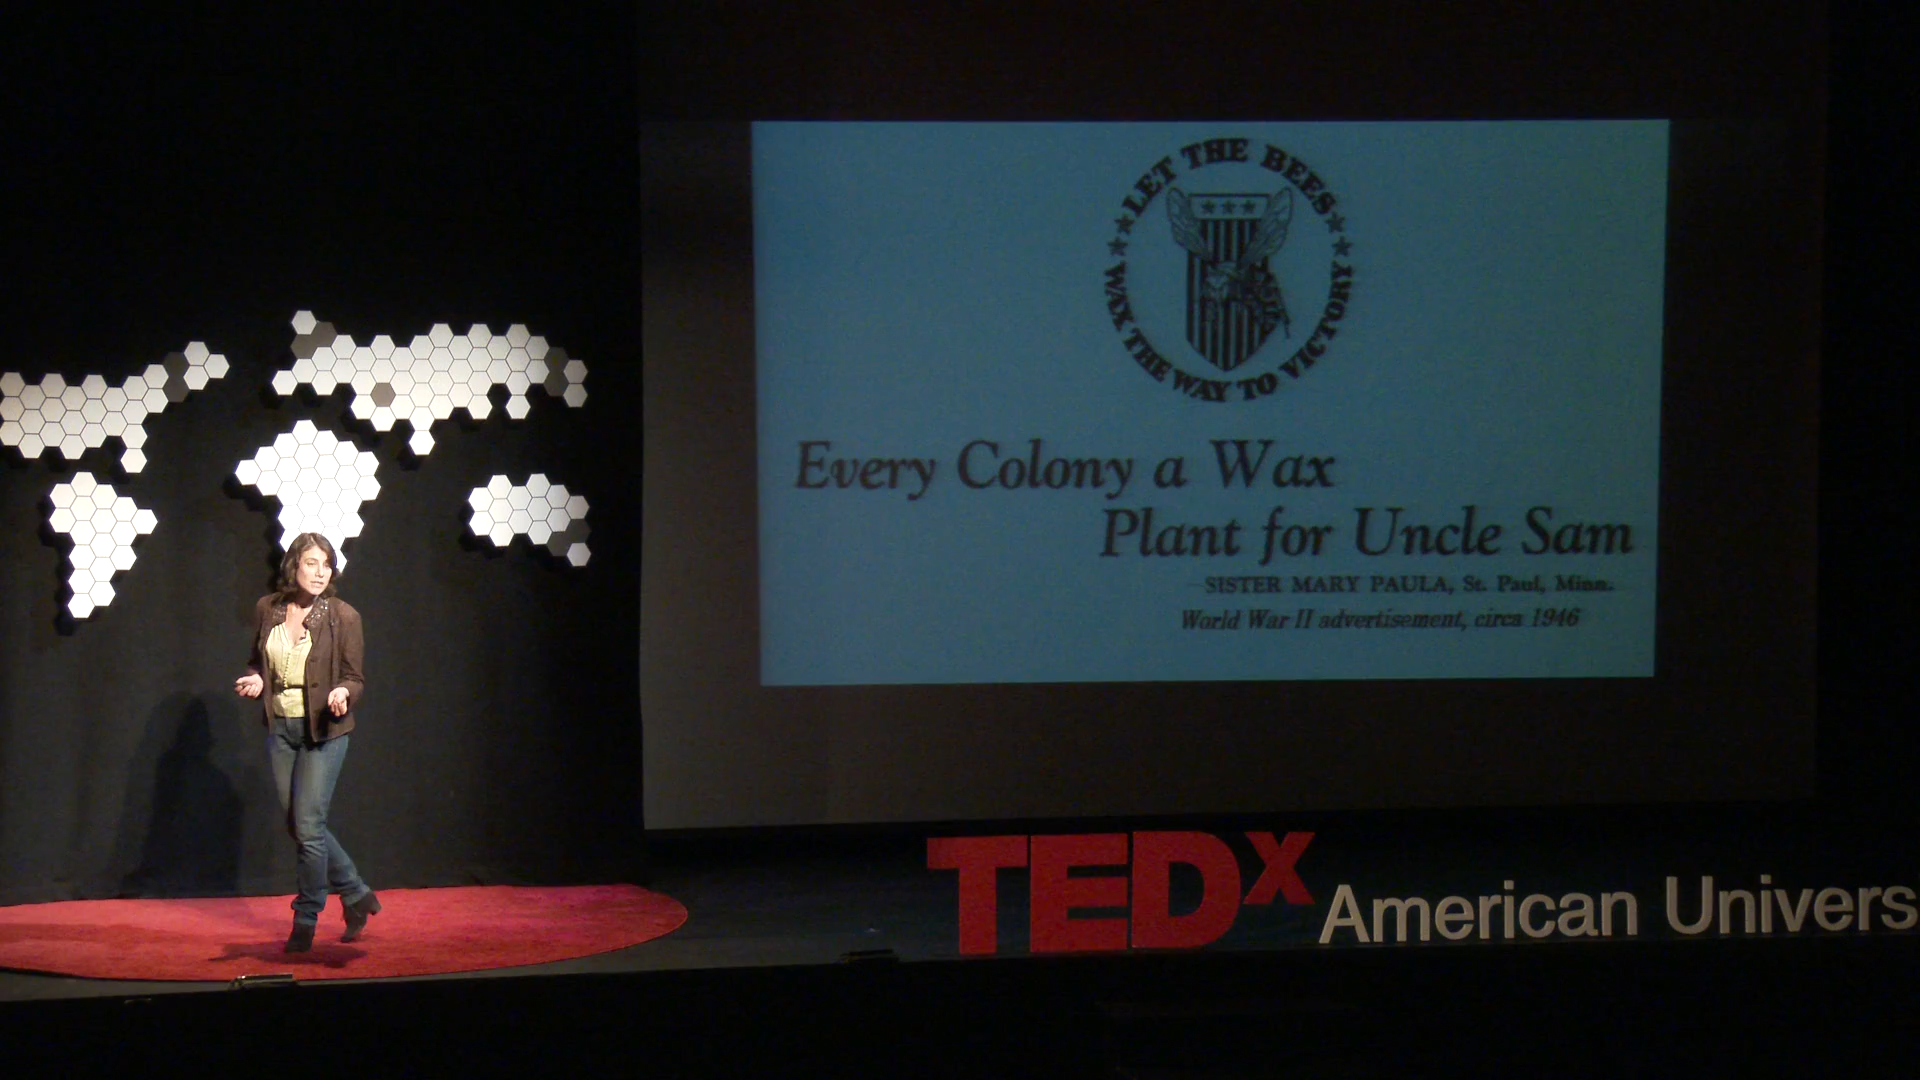 LET THE BEES
WAX THE WAY TO VICTORY
Every Colony a Wax
Plant for Uncle Sam
SISTER MARY PAULA, St. Paul, Minn.
World War II advertisement, circa 1946
TEDx
American Univers